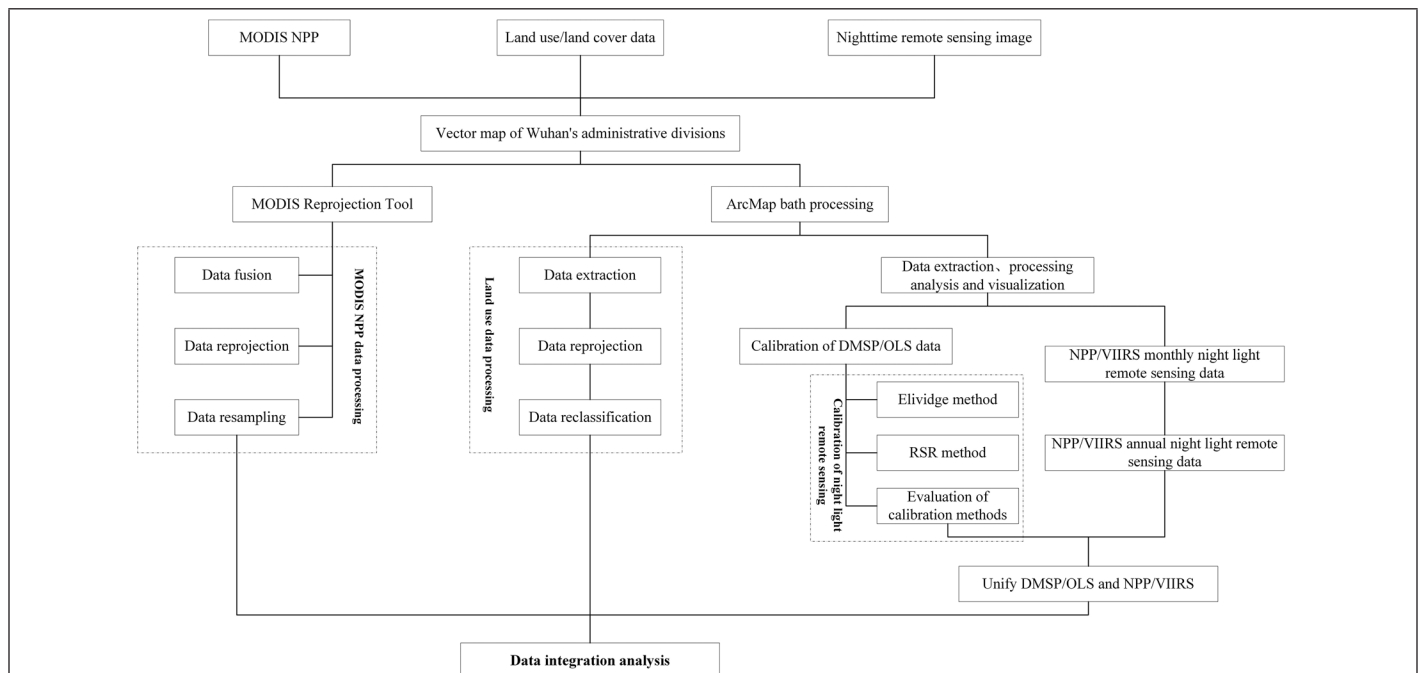 MODIS NPP
Land use/land cover data
Nighttime remote sensing image
Vector map of Wuhan's administrative divisions
MODIS Reprojection Tool
ArcMap bath processing
Data fusion
Data reprojection
Data resampling
MODIS NPP data processing
Land use data processing
Data extraction
Data reprojection
Data reclassification
Data extraction、processing
analysis and visualization
Calibration of DMSP/OLS data
Calibration of night light
remote sensing
Elividge method
RSR method
Evaluation of
calibration methods
NPP/VIIRS monthly night light
remote sensing data
NPP/VIIRS annual night light remote
sensing data
Unify DMSP/OLS and NPP/VIIRS
Data integration analysis